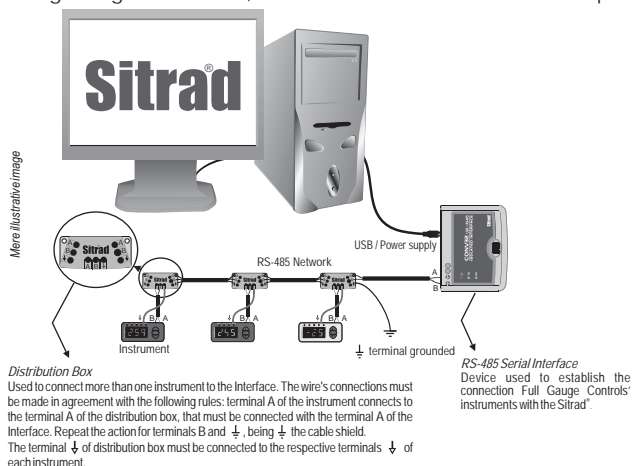 Sitrad®
Mere illustrative image
USB / Power supply
RS-485 Network
Sitrad
A
B
A B
Sitrad
Sitrad
Sitrad
CONV32
Sitrad
A
B
B A
B A
B A
Instrument
⏚ terminal grounded
Distribution Box
Used to connect more than one instrument to the Interface. The wire's connections must
be made in agreement with the following rules: terminal A of the instrument connects to
the terminal A of the distribution box, that must be connected with the terminal A of the
Interface. Repeat the action for terminals B and ⏚, being ⏚ the cable shield.
The terminal ↓ of distribution box must be connected to the respective terminals ↓ of
each instrument.
RS-485 Serial Interface
Device used to establish the
connection Full Gauge Controls'
instruments with the Sitrad®.